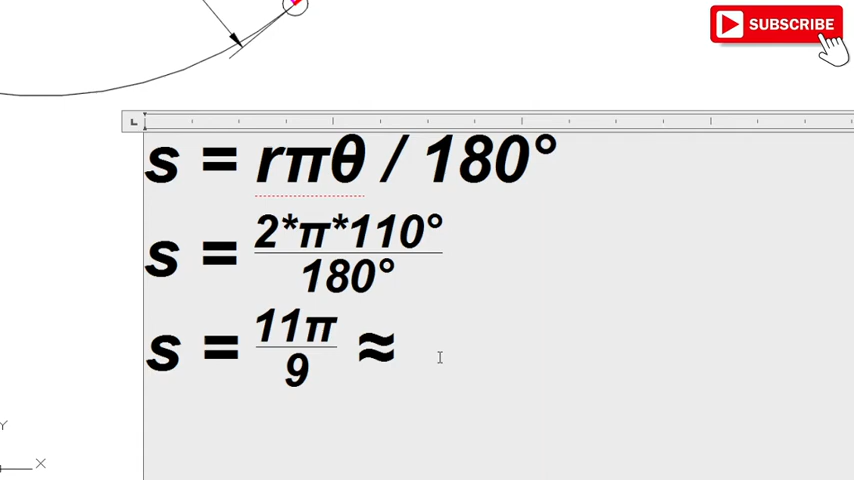 SUBSCRIBE
L
s = rπθ / 180°
s = 2*π*110°
180°
s = 11π ≈
9
Y
X